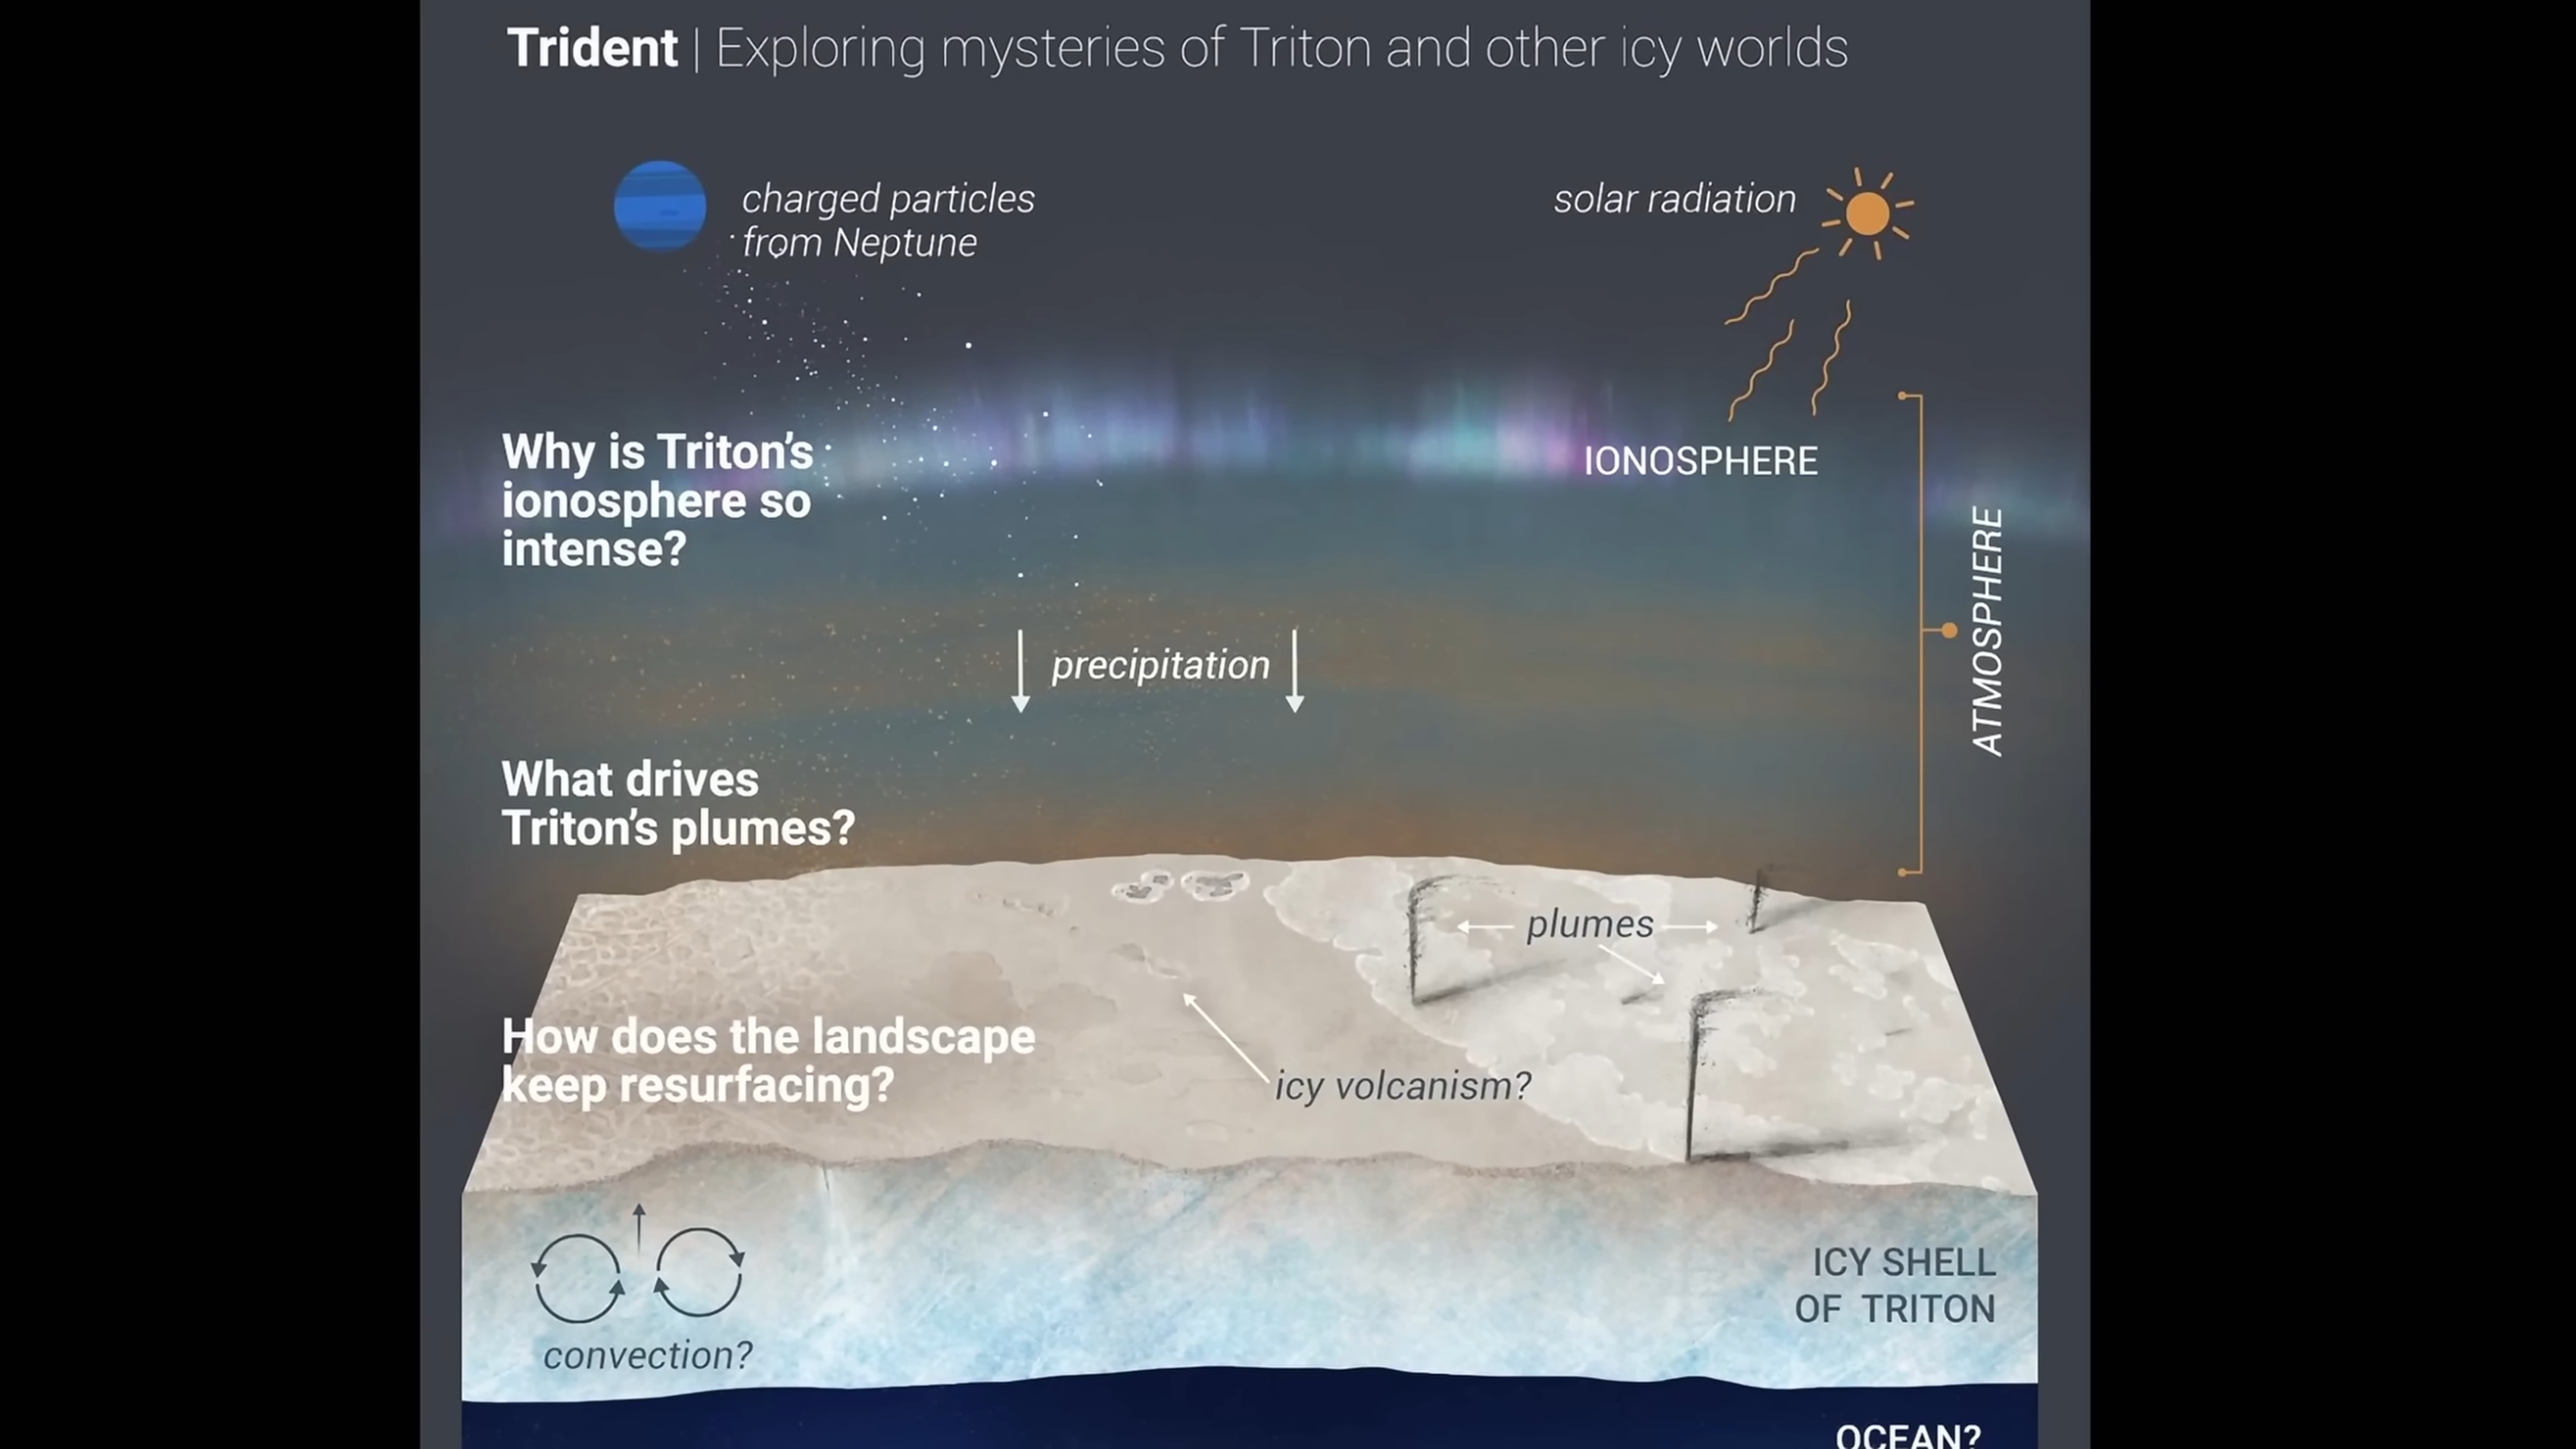 Trident | Exploring mysteries of Triton and other icy worlds
charged particles
from Neptune
solar radiation
Why is Triton's
ionosphere so
intense?
IONOSPHERE
ATMOSPHERE
precipitation
What drives
Triton's plumes?
plumes
How does the landscape
keep resurfacing?
icy volcanism?
ICY SHELL
OF TRITON
convection?
OCEAN?